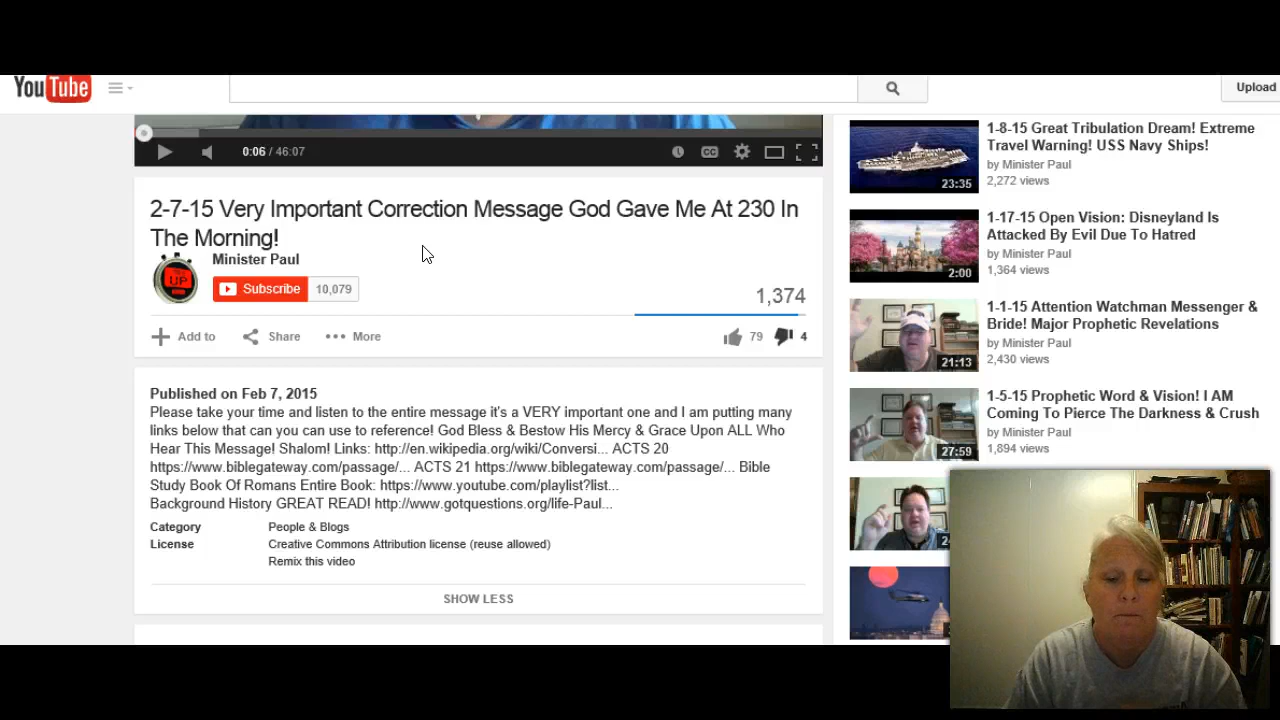 YouTube
Upload
0:06 / 46:07
CC
2-7-15 Very Important Correction Message God Gave Me At 230 In
The Morning!
UP
Minister Paul
Subscribe 10,079
1,374
Add to Share More 79 4
Published on Feb 7, 2015
Please take your time and listen to the entire message it's a VERY important one and I am putting many
links below that can you can use to reference! God Bless & Bestow His Mercy & Grace Upon ALL Who
Hear This Message! Shalom! Links: http://en.wikipedia.org/wiki/Conversi... ACTS 20
https://www.biblegateway.com/passage/... ACTS 21 https://www.biblegateway.com/passage/... Bible
Study Book Of Romans Entire Book: https://www.youtube.com/playlist?list...
Background History GREAT READ! http://www.gotquestions.org/life-Paul...
Category People & Blogs
License Creative Commons Attribution license (reuse allowed)
Remix this video
SHOW LESS
23:35
1-8-15 Great Tribulation Dream! Extreme
Travel Warning! USS Navy Ships!
by Minister Paul
2,272 views
2:00
1-17-15 Open Vision: Disneyland Is
Attacked By Evil Due To Hatred
by Minister Paul
1,364 views
21:13
1-1-15 Attention Watchman Messenger &
Bride! Major Prophetic Revelations
by Minister Paul
2,430 views
27:59
1-5-15 Prophetic Word & Vision! I AM
Coming To Pierce The Darkness & Crush
by Minister Paul
1,894 views